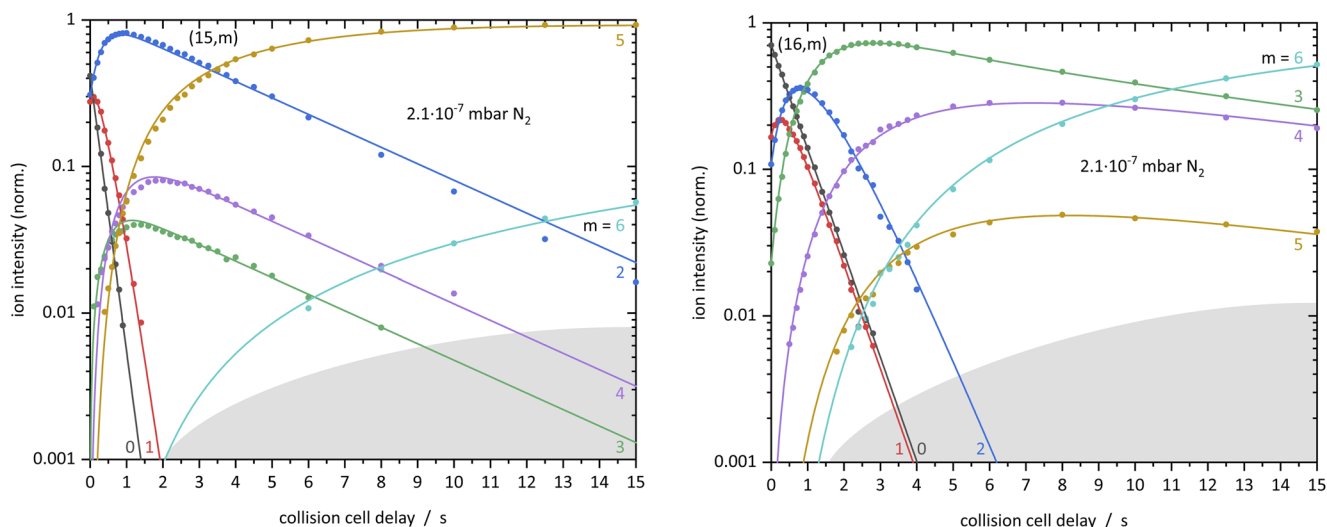 1
(15,m)
5
2.1·10⁻⁷ mbar N₂
ion intensity (norm.)
0.1
m = 6
2
0.01
4
0 1
3
0.001
0 1 2 3 4 5 6 7 8 9 10 11 12 13 14 15
collision cell delay / s
1
(16,m)
m = 6
3
4
ion intensity (norm.)
0.1
2.1·10⁻⁷ mbar N₂
5
0.01
1 0 2
0.001
0 1 2 3 4 5 6 7 8 9 10 11 12 13 14 15
collision cell delay / s